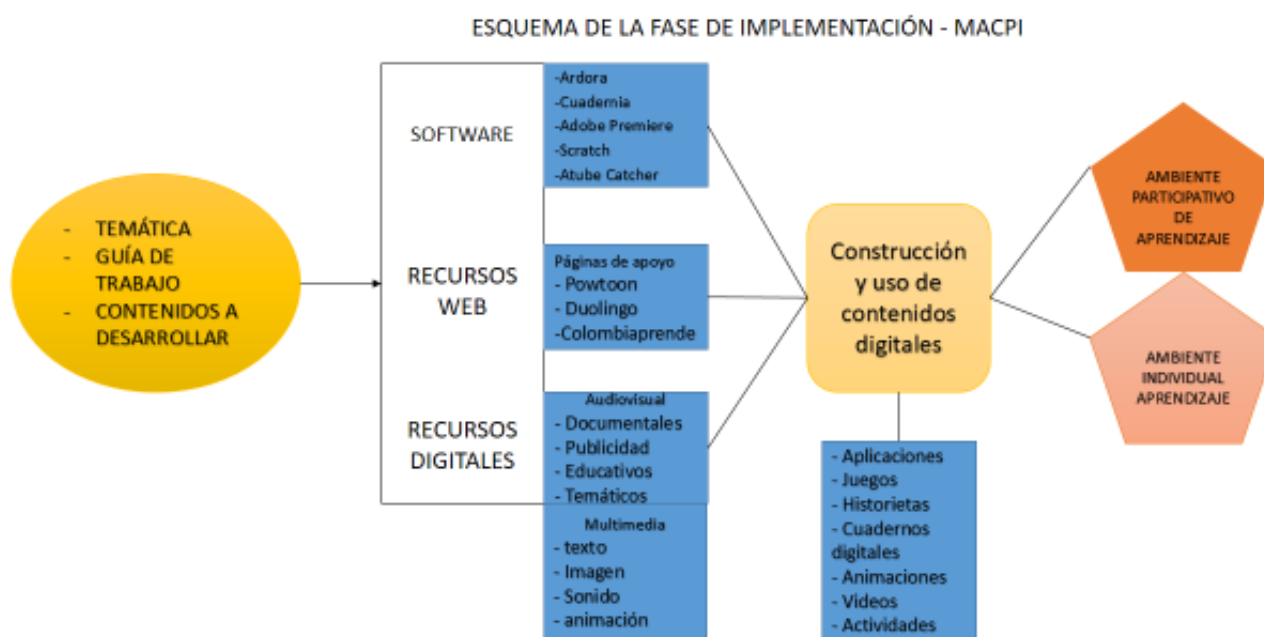 ESQUEMA DE LA FASE DE IMPLEMENTACIÓN - MACPI
- TEMÁTICA
- GUÍA DE
TRABAJO
- CONTENIDOS A
DESARROLLAR
SOFTWARE
-Ardora
-Cuadernia
-Adobe Premiere
-Scratch
-Atube Catcher
RECURSOS
WEB
Páginas de apoyo
- Powtoon
- Duolingo
-Colombiaprende
RECURSOS
DIGITALES
Audiovisual
- Documentales
- Publicidad
- Educativos
- Temáticos
Multimedia
- texto
- Imagen
- Sonido
- animación
Construcción
y uso de
contenidos
digitales
- Aplicaciones
- Juegos
- Historietas
- Cuadernos
digitales
- Animaciones
- Videos
- Actividades
AMBIENTE
PARTICIPATIVO
DE
APRENDIZAJE
AMBIENTE
INDIVIDUAL
APRENDIZAJE